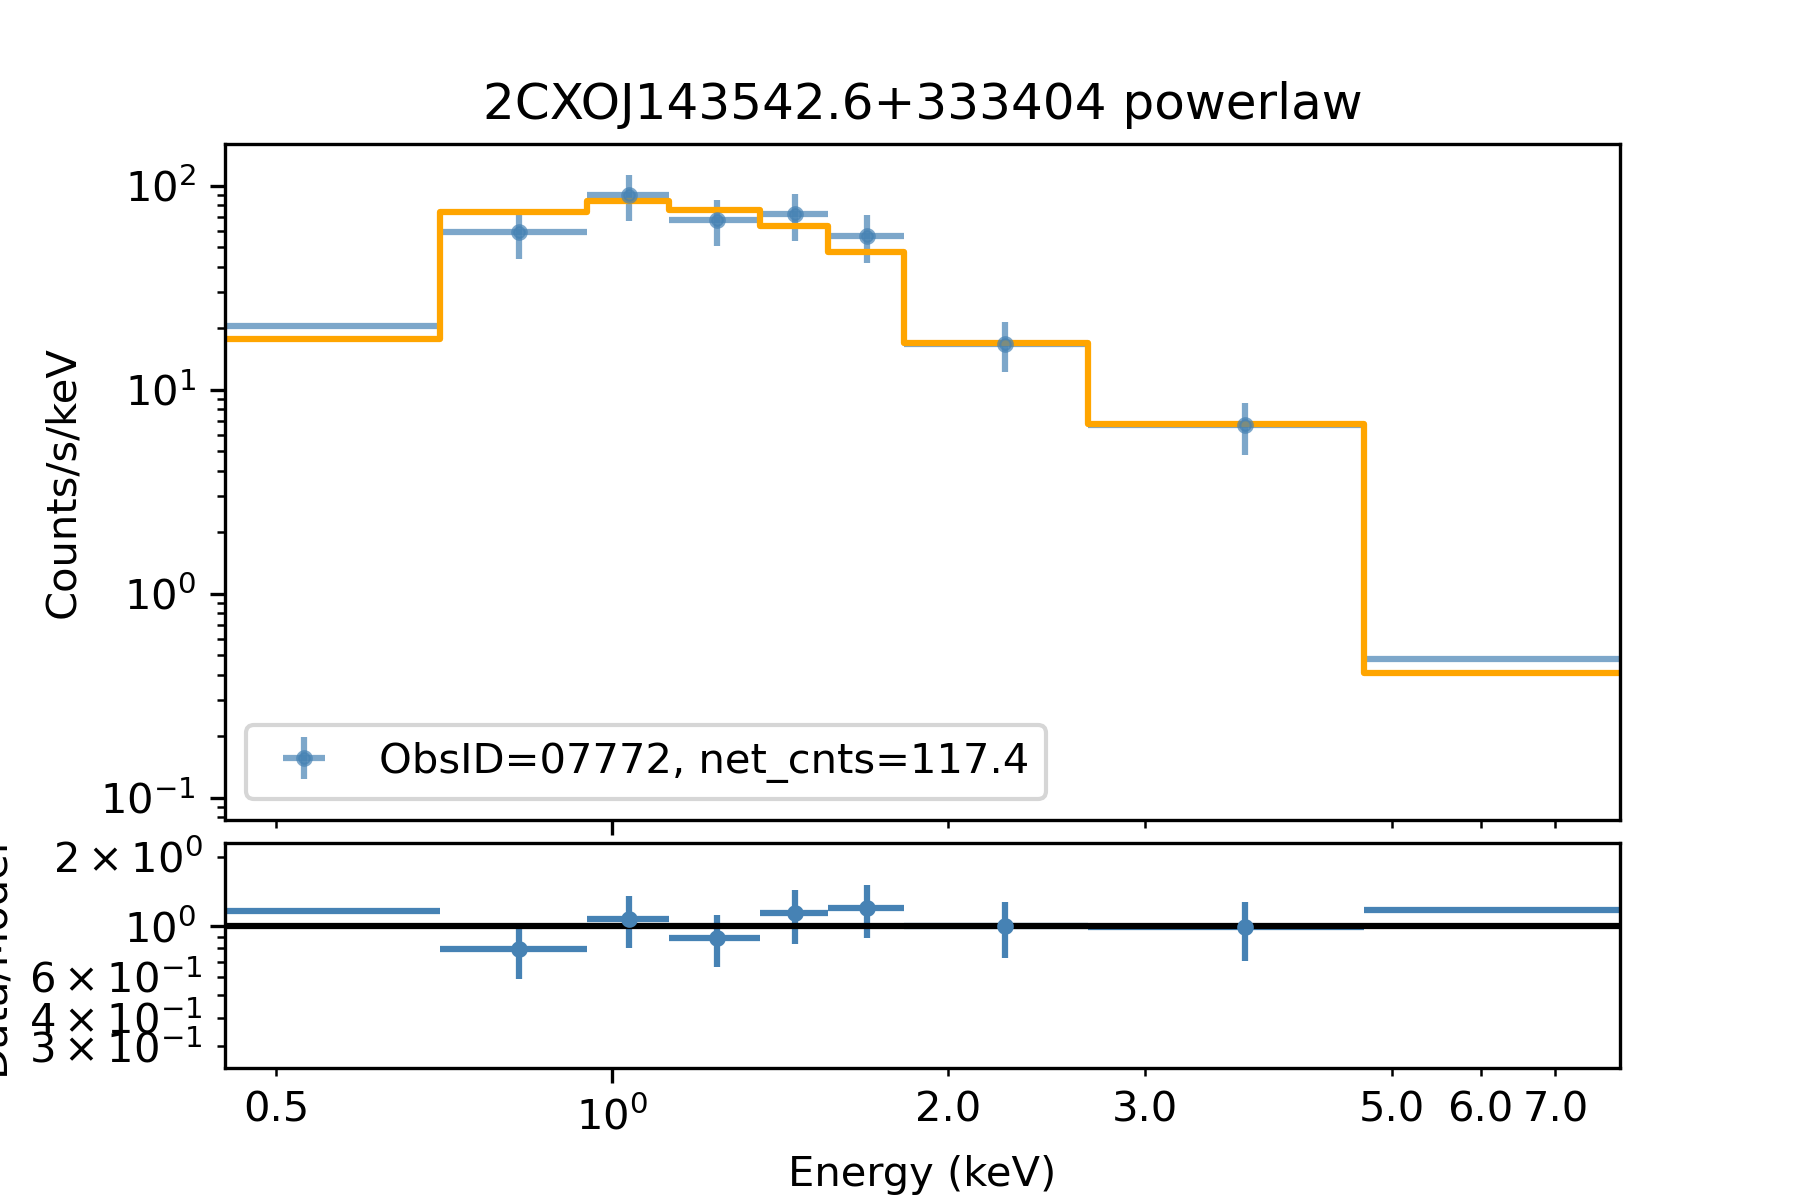 2CXOJ143542.6+333404 powerlaw
Counts/s/keV
10²
10¹
10⁰
10⁻¹
ObsID=07772, net_cnts=117.4
Data/Model
2×10⁰
10⁰
6×10⁻¹
4×10⁻¹
3×10⁻¹
0.5 10⁰ 2.0 3.0 5.0 6.0 7.0
Energy (keV)